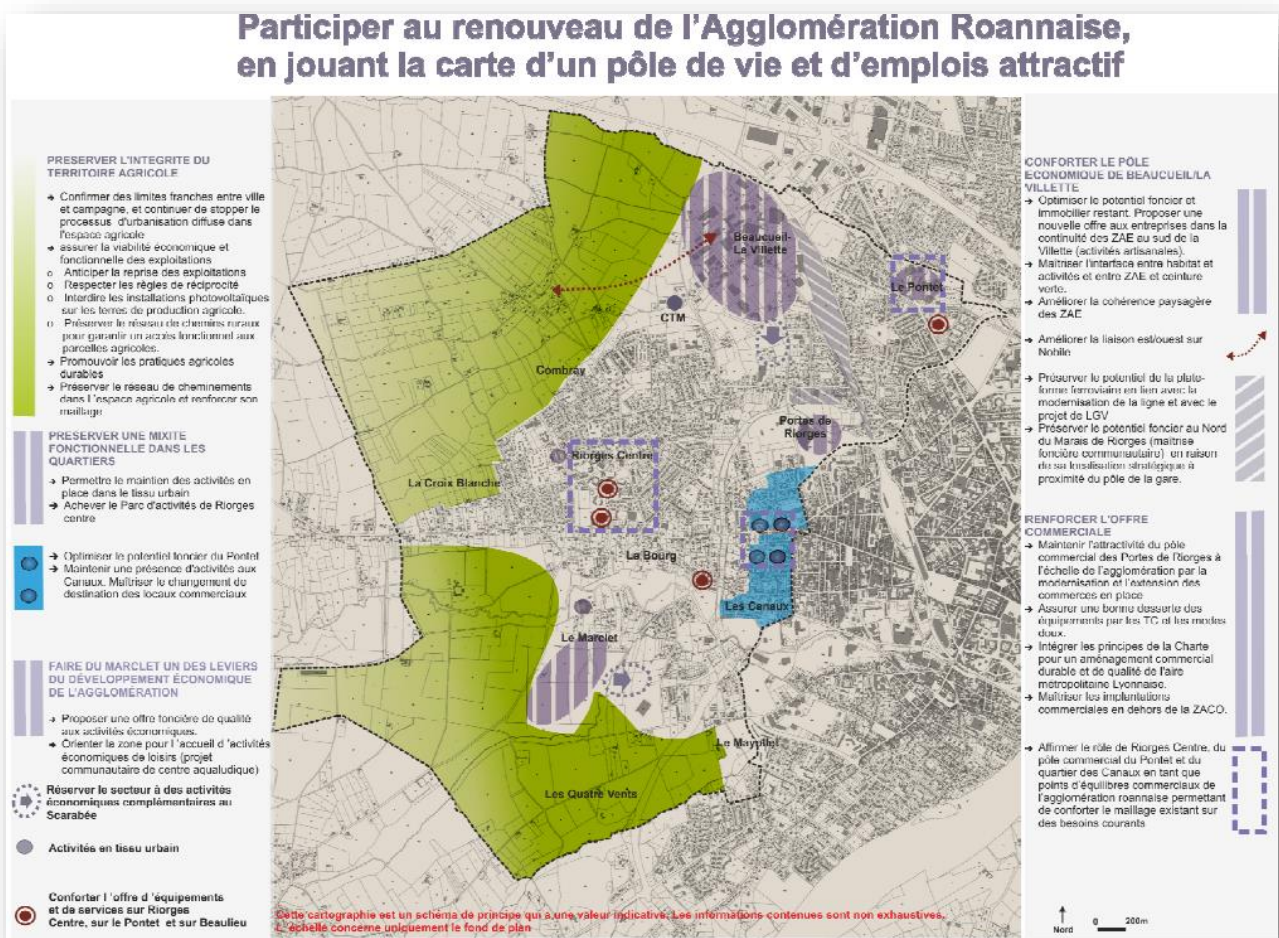 Participer au renouveau de l'Agglomération Roannaise,
en jouant la carte d'un pôle de vie et d'emplois attractif
PRESERVER L'INTEGRITE DU
TERRITOIRE AGRICOLE
→ Confirmer des limites franches entre ville
et campagne, et continuer de stopper le
processus d'urbanisation diffuse dans
l'espace agricole
→ assurer la viabilité économique et
fonctionnelle des exploitations
o Anticiper la reprise des exploitations
o Respecter les règles de réciprocité
o Interdire les installations photovoltaïques
sur les terres de production agricole.
o Préserver le réseau de chemins ruraux
pour garantir un accès fonctionnel aux
parcelles agricoles.
→ Promouvoir les pratiques agricoles
durables
→ Préserver le réseau de cheminements
dans l'espace agricole et renforcer son
maillage
PRESERVER UNE MIXITE
FONCTIONNELLE DANS LES
QUARTIERS
→ Permettre le maintien des activités en
place dans le tissu urbain
→ Achever le Parc d'activités de Riorges
centre
→ Optimiser le potentiel foncier du Pontet
→ Maintenir une présence d'activités aux
Canaux. Maîtriser le changement de
destination des locaux commerciaux
FAIRE DU MARCLET UN DES LEVIERS
DU DÉVELOPPEMENT ÉCONOMIQUE
DE L'AGGLOMÉRATION
→ Proposer une offre foncière de qualité
aux activités économiques.
→ Orienter la zone pour l'accueil d'activités
économiques de loisirs (projet
communautaire de centre aqualudique)
Réserver le secteur à des activités
économiques complémentaires au
Scarabée
Activités en tissu urbain
Conforter l'offre d'équipements
et de services sur Riorges
Centre, sur le Pontet et sur Beaulieu
Beaucueil-
La Villette
Le Pontet
CTM
Combray
Portes de
Riorges
Riorges Centre
La Croix Blanche
Le Bourg
Les Canaux
Le Marclet
Le Mayollet
Les Quatre Vents
Cette cartographie est un schéma de principe qui a une valeur indicative. Les informations contenues sont non exhaustives.
L'échelle concerne uniquement le fond de plan
CONFORTER LE PÔLE
ECONOMIQUE DE BEAUCUEIL/LA
VILLETTE
→ Optimiser le potentiel foncier et
immobilier restant. Proposer une
nouvelle offre aux entreprises dans la
continuité des ZAE au sud de la
Villette (activités artisanales).
→ Maîtriser l'interface entre habitat et
activités et entre ZAE et ceinture
verte.
→ Améliorer la cohérence paysagère
des ZAE
→ Améliorer la liaison est/ouest sur
Nobile
→ Préserver le potentiel de la plate-
forme ferroviaire en lien avec la
modernisation de la ligne et avec le
projet de LGV
→ Préserver le potentiel foncier au Nord
du Marais de Riorges (maîtrise
foncière communautaire) en raison
de sa localisation stratégique à
proximité du pôle de la gare.
RENFORCER L'OFFRE
COMMERCIALE
→ Maintenir l'attractivité du pôle
commercial des Portes de Riorges à
l'échelle de l'agglomération par la
modernisation et l'extension des
commerces en place
→ Assurer une bonne desserte des
équipements par les TC et les modes
doux.
→ Intégrer les principes de la Charte
pour un aménagement commercial
durable et de qualité de l'aire
métropolitaine Lyonnaise.
→ Maîtriser les implantations
commerciales en dehors de la ZACO.
→ Affirmer le rôle de Riorges Centre, du
pôle commercial du Pontet et du
quartier des Canaux en tant que
points d'équilibres commerciaux de
l'agglomération roannaise permettant
de conforter le maillage existant sur
des besoins courants
Nord
0 200m